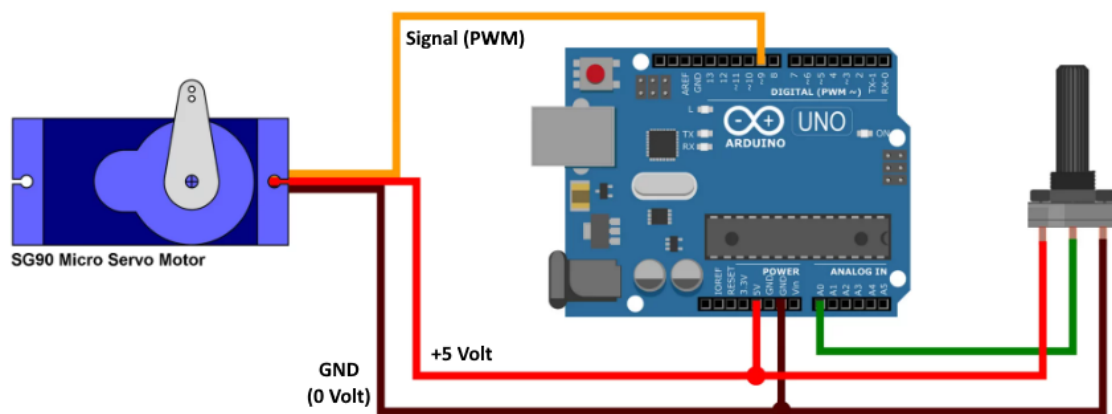 Signal (PWM)
SG90 Micro Servo Motor
AREF
GND
13
12
~11
~10
~9
8
7
~6
~5
4
~3
2
TX-1
RX-0
DIGITAL (PWM ~)
L
TX
RX
UNO
ON
ARDUINO
POWER
ANALOG IN
IOREF
RESET
3.3V
5V
GND
GND
Vin
A0
A1
A2
A3
A4
A5
+5 Volt
GND
(0 Volt)